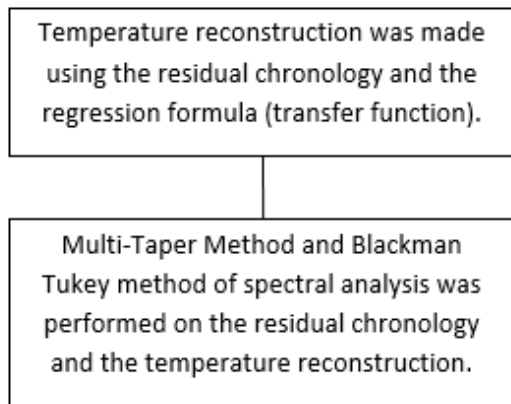 Temperature reconstruction was made
using the residual chronology and the
regression formula (transfer function).
Multi-Taper Method and Blackman
Tukey method of spectral analysis was
performed on the residual chronology
and the temperature reconstruction.